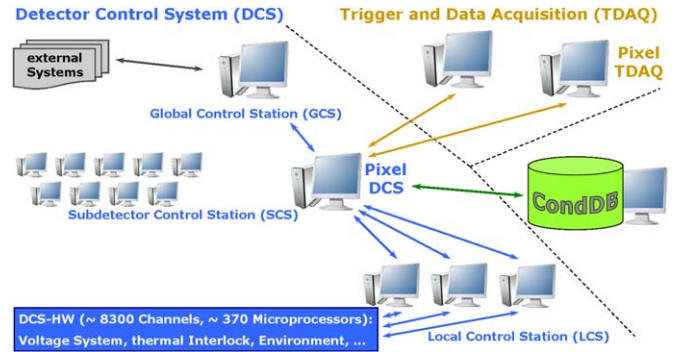 Detector Control System (DCS)
Trigger and Data Acquisition (TDAQ)
external
Systems
Pixel
TDAQ
Global Control Station (GCS)
Pixel
DCS
CondDB
Subdetector Control Station (SCS)
DCS-HW (~ 8300 Channels, ~ 370 Microprocessors):
Voltage System, thermal Interlock, Environment, ...
Local Control Station (LCS)